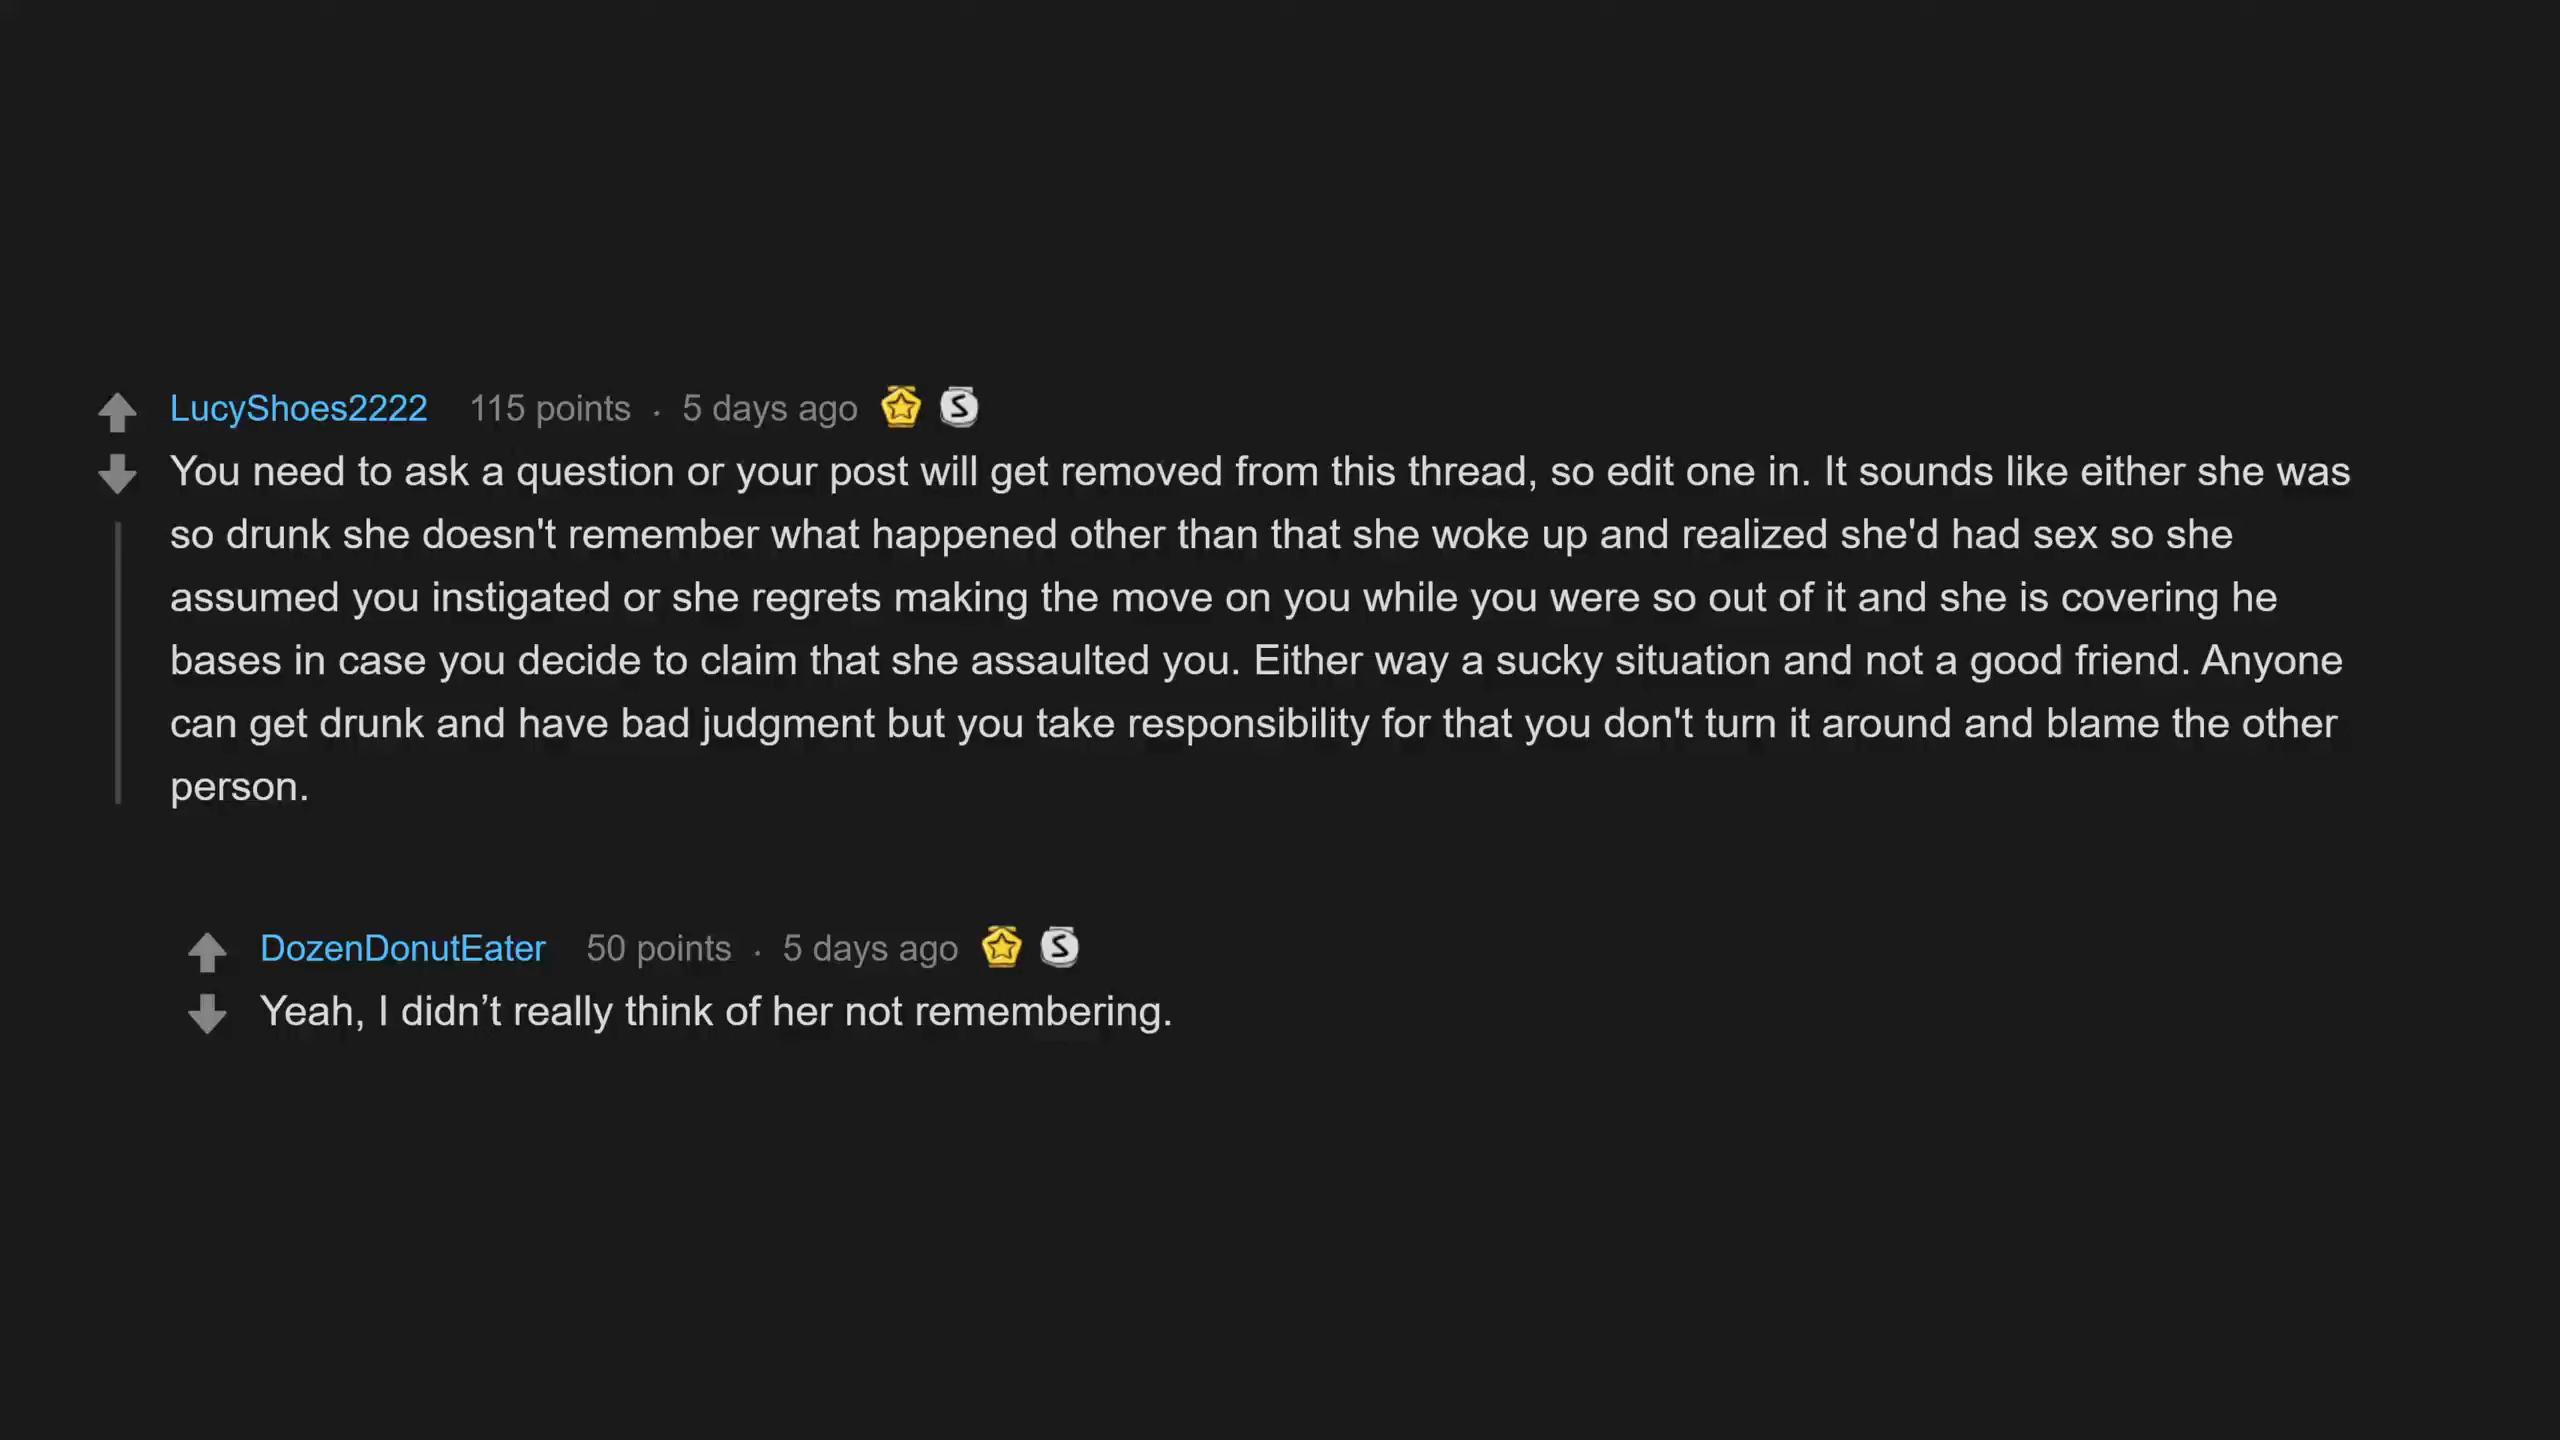 LucyShoes2222 115 points · 5 days ago
You need to ask a question or your post will get removed from this thread, so edit one in. It sounds like either she was
so drunk she doesn't remember what happened other than that she woke up and realized she'd had sex so she
assumed you instigated or she regrets making the move on you while you were so out of it and she is covering he
bases in case you decide to claim that she assaulted you. Either way a sucky situation and not a good friend. Anyone
can get drunk and have bad judgment but you take responsibility for that you don't turn it around and blame the other
person.
DozenDonutEater 50 points · 5 days ago
Yeah, I didn’t really think of her not remembering.